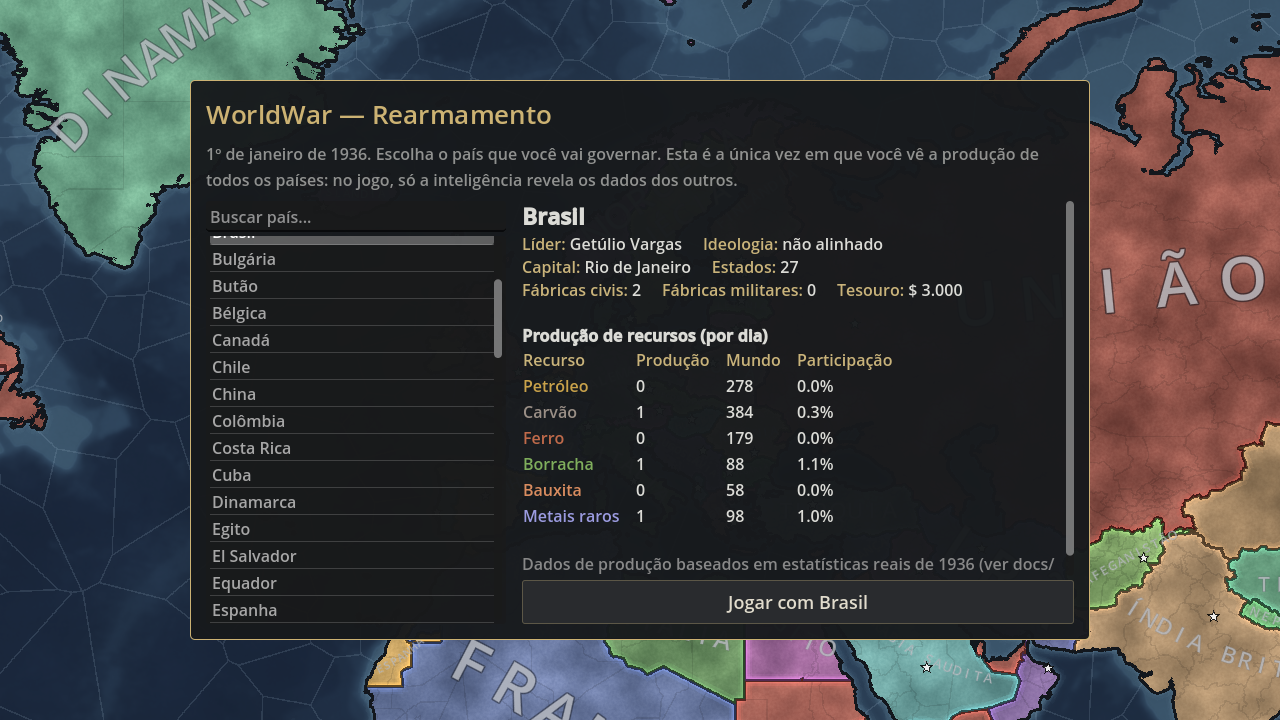 DINAMAR
WorldWar — Rearmamento
1º de janeiro de 1936. Escolha o país que você vai governar. Esta é a única vez em que você vê a produção de
todos os países: no jogo, só a inteligência revela os dados dos outros.
Buscar país...
Brasil
Bulgária
Butão
Bélgica
Canadá
Chile
China
Colômbia
Costa Rica
Cuba
Dinamarca
Egito
El Salvador
Equador
Espanha
Brasil
Líder: Getúlio Vargas Ideologia: não alinhado
Capital: Rio de Janeiro Estados: 27
Fábricas civis: 2 Fábricas militares: 0 Tesouro: $ 3.000
Produção de recursos (por dia)
Recurso Produção Mundo Participação
Petróleo 0 278 0.0%
Carvão 1 384 0.3%
Ferro 0 179 0.0%
Borracha 1 88 1.1%
Bauxita 0 58 0.0%
Metais raros 1 98 1.0%
Dados de produção baseados em estatísticas reais de 1936 (ver docs/
Jogar com Brasil
UNIÃO
ÍNDIA BRIT
FRA
AUDITA